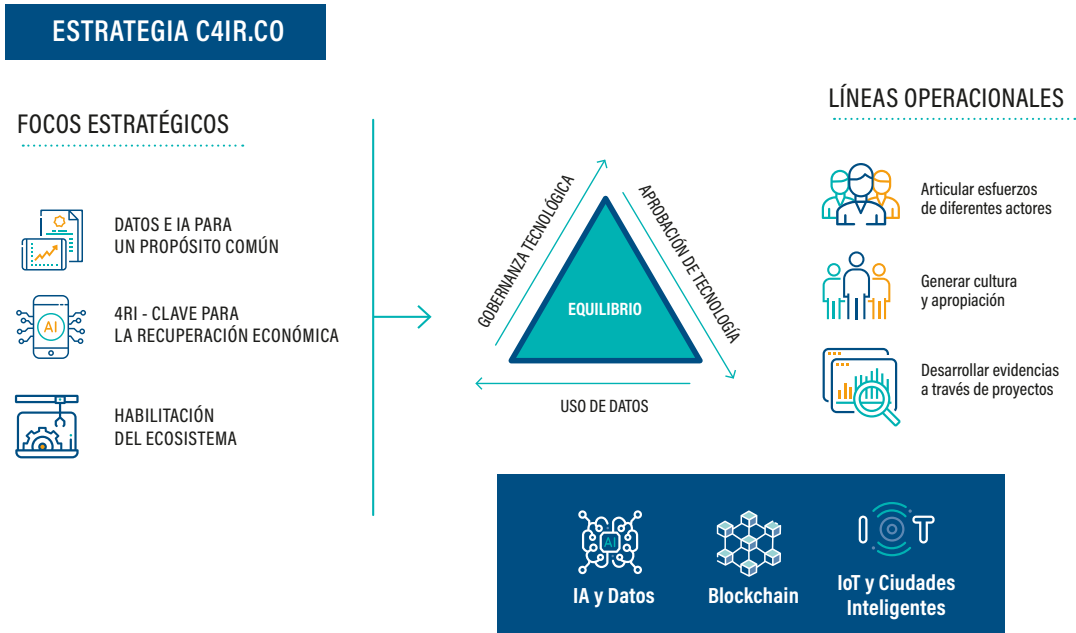 ESTRATEGIA C4IR.CO
FOCOS ESTRATÉGICOS
DATOS E IA PARA
UN PROPÓSITO COMÚN
AI
4RI - CLAVE PARA
LA RECUPERACIÓN ECONÓMICA
HABILITACIÓN
DEL ECOSISTEMA
GOBERNANZA TECNOLÓGICA
APROBACIÓN DE TECNOLOGÍA
EQUILIBRIO
USO DE DATOS
LÍNEAS OPERACIONALES
Articular esfuerzos
de diferentes actores
Generar cultura
y apropiación
Desarrollar evidencias
a través de proyectos
AI
IA y Datos
Blockchain
IOT
IoT y Ciudades
Inteligentes